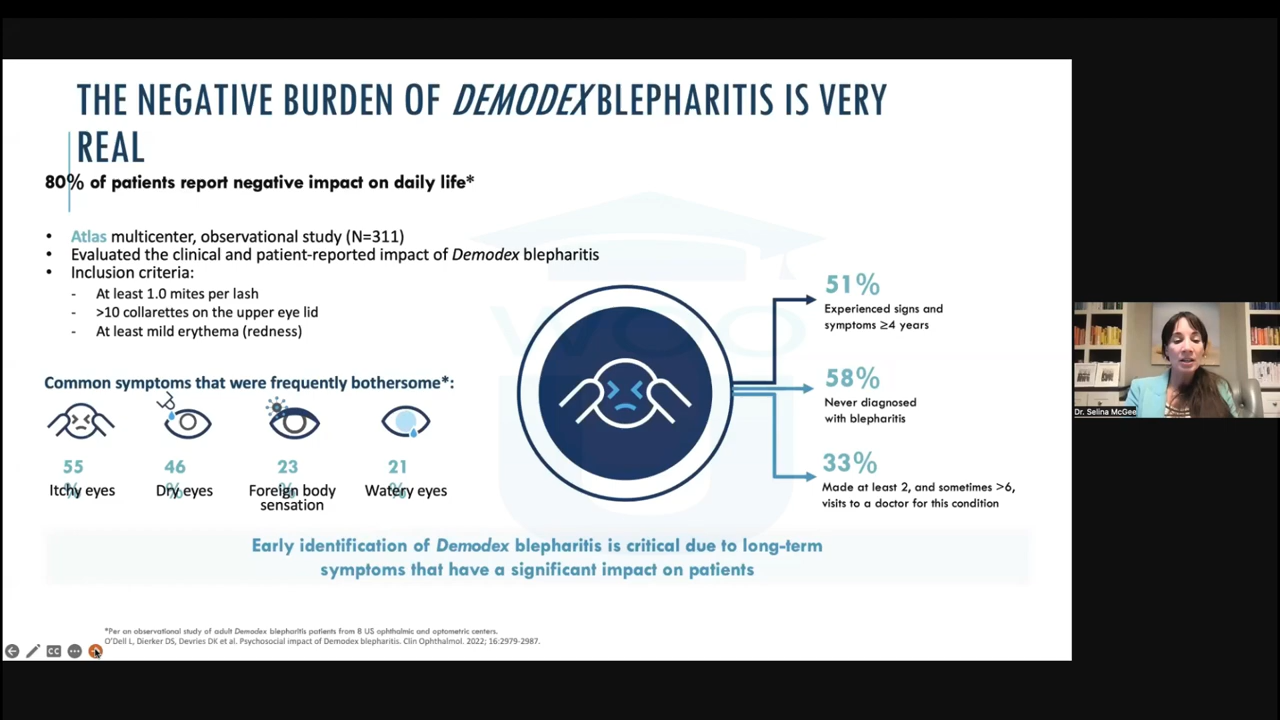 THE NEGATIVE BURDEN OF DEMODEX BLEPHARITIS IS VERY
REAL
80% of patients report negative impact on daily life*
• Atlas multicenter, observational study (N=311)
• Evaluated the clinical and patient-reported impact of Demodex blepharitis
• Inclusion criteria:
- At least 1.0 mites per lash
- >10 collarettes on the upper eye lid
- At least mild erythema (redness)
Common symptoms that were frequently bothersome*:
55
%
Itchy eyes
46
%
Dry eyes
23
%
Foreign body
sensation
21
%
Watery eyes
51%
Experienced signs and
symptoms ≥4 years
58%
Never diagnosed
with blepharitis
33%
Made at least 2, and sometimes >6,
visits to a doctor for this condition
WOO
U
Early identification of Demodex blepharitis is critical due to long-term
symptoms that have a significant impact on patients
*Per an observational study of adult Demodex blepharitis patients from 8 US ophthalmic and optometric centers.
O'Dell L, Dierker DS, Devries DK et al. Psychosocial impact of Demodex blepharitis. Clin Ophthalmol. 2022; 16:2979-2987.
CC
Dr. Selina McGee